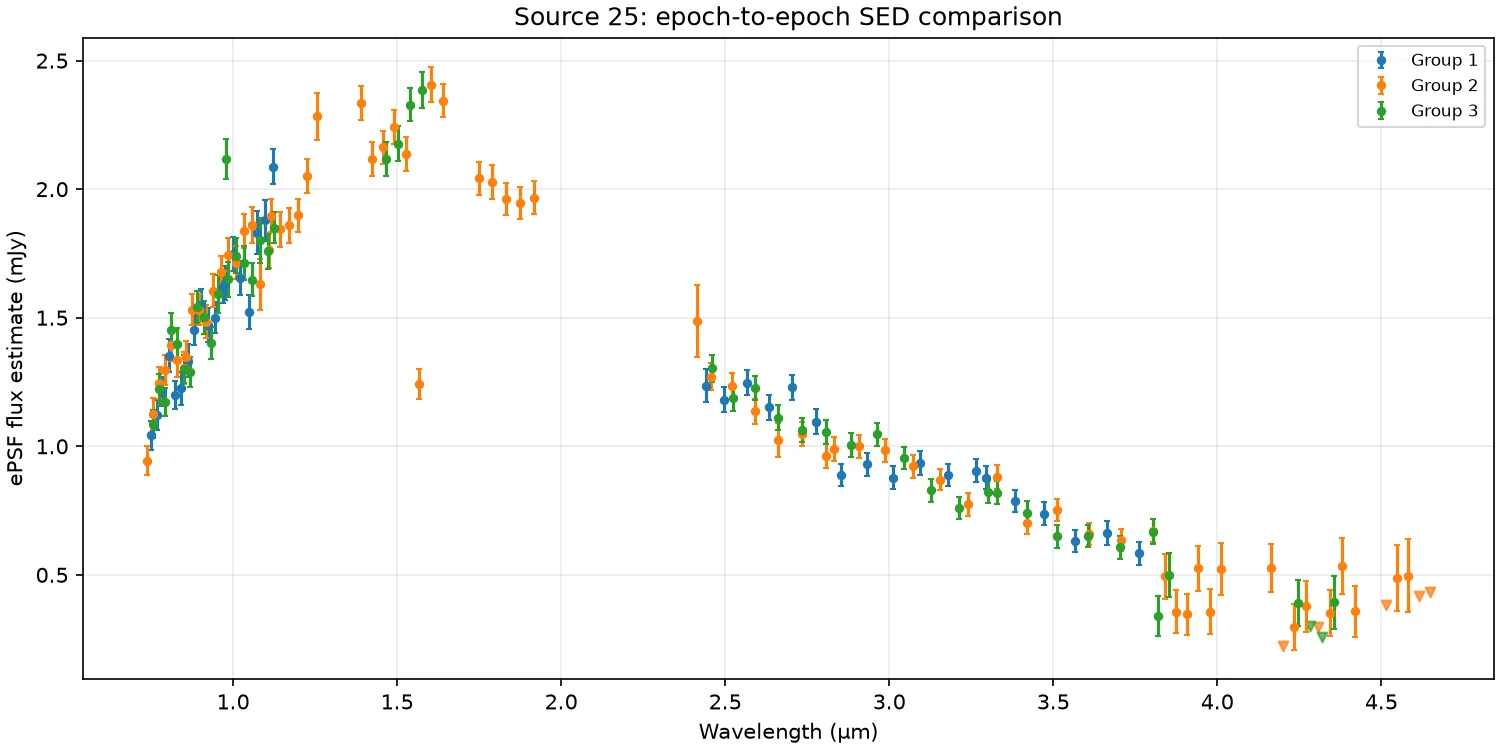 Source 25: epoch-to-epoch SED comparison
Group 1
Group 2
Group 3
ePSF flux estimate (mJy)
2.5
2.0
1.5
1.0
0.5
1.0 1.5 2.0 2.5 3.0 3.5 4.0 4.5
Wavelength (μm)